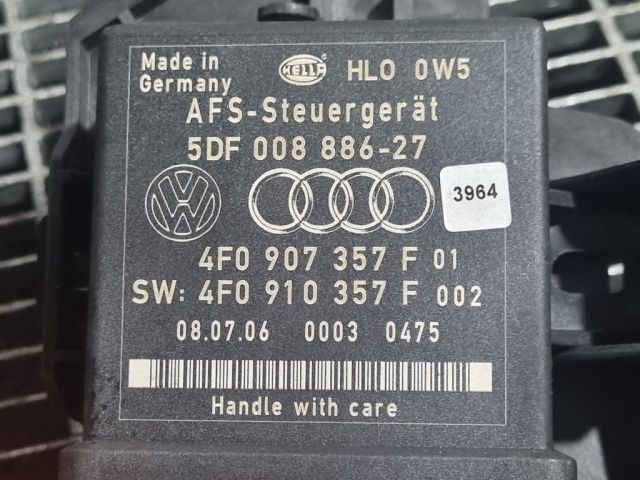 Made in
Germany
HELLA
HLO 0W5
AFS-Steuergerät
5DF 008 886-27
3964
4F0 907 357 F 01
SW: 4F0 910 357 F 002
08.07.06 0003 0475
Handle with care